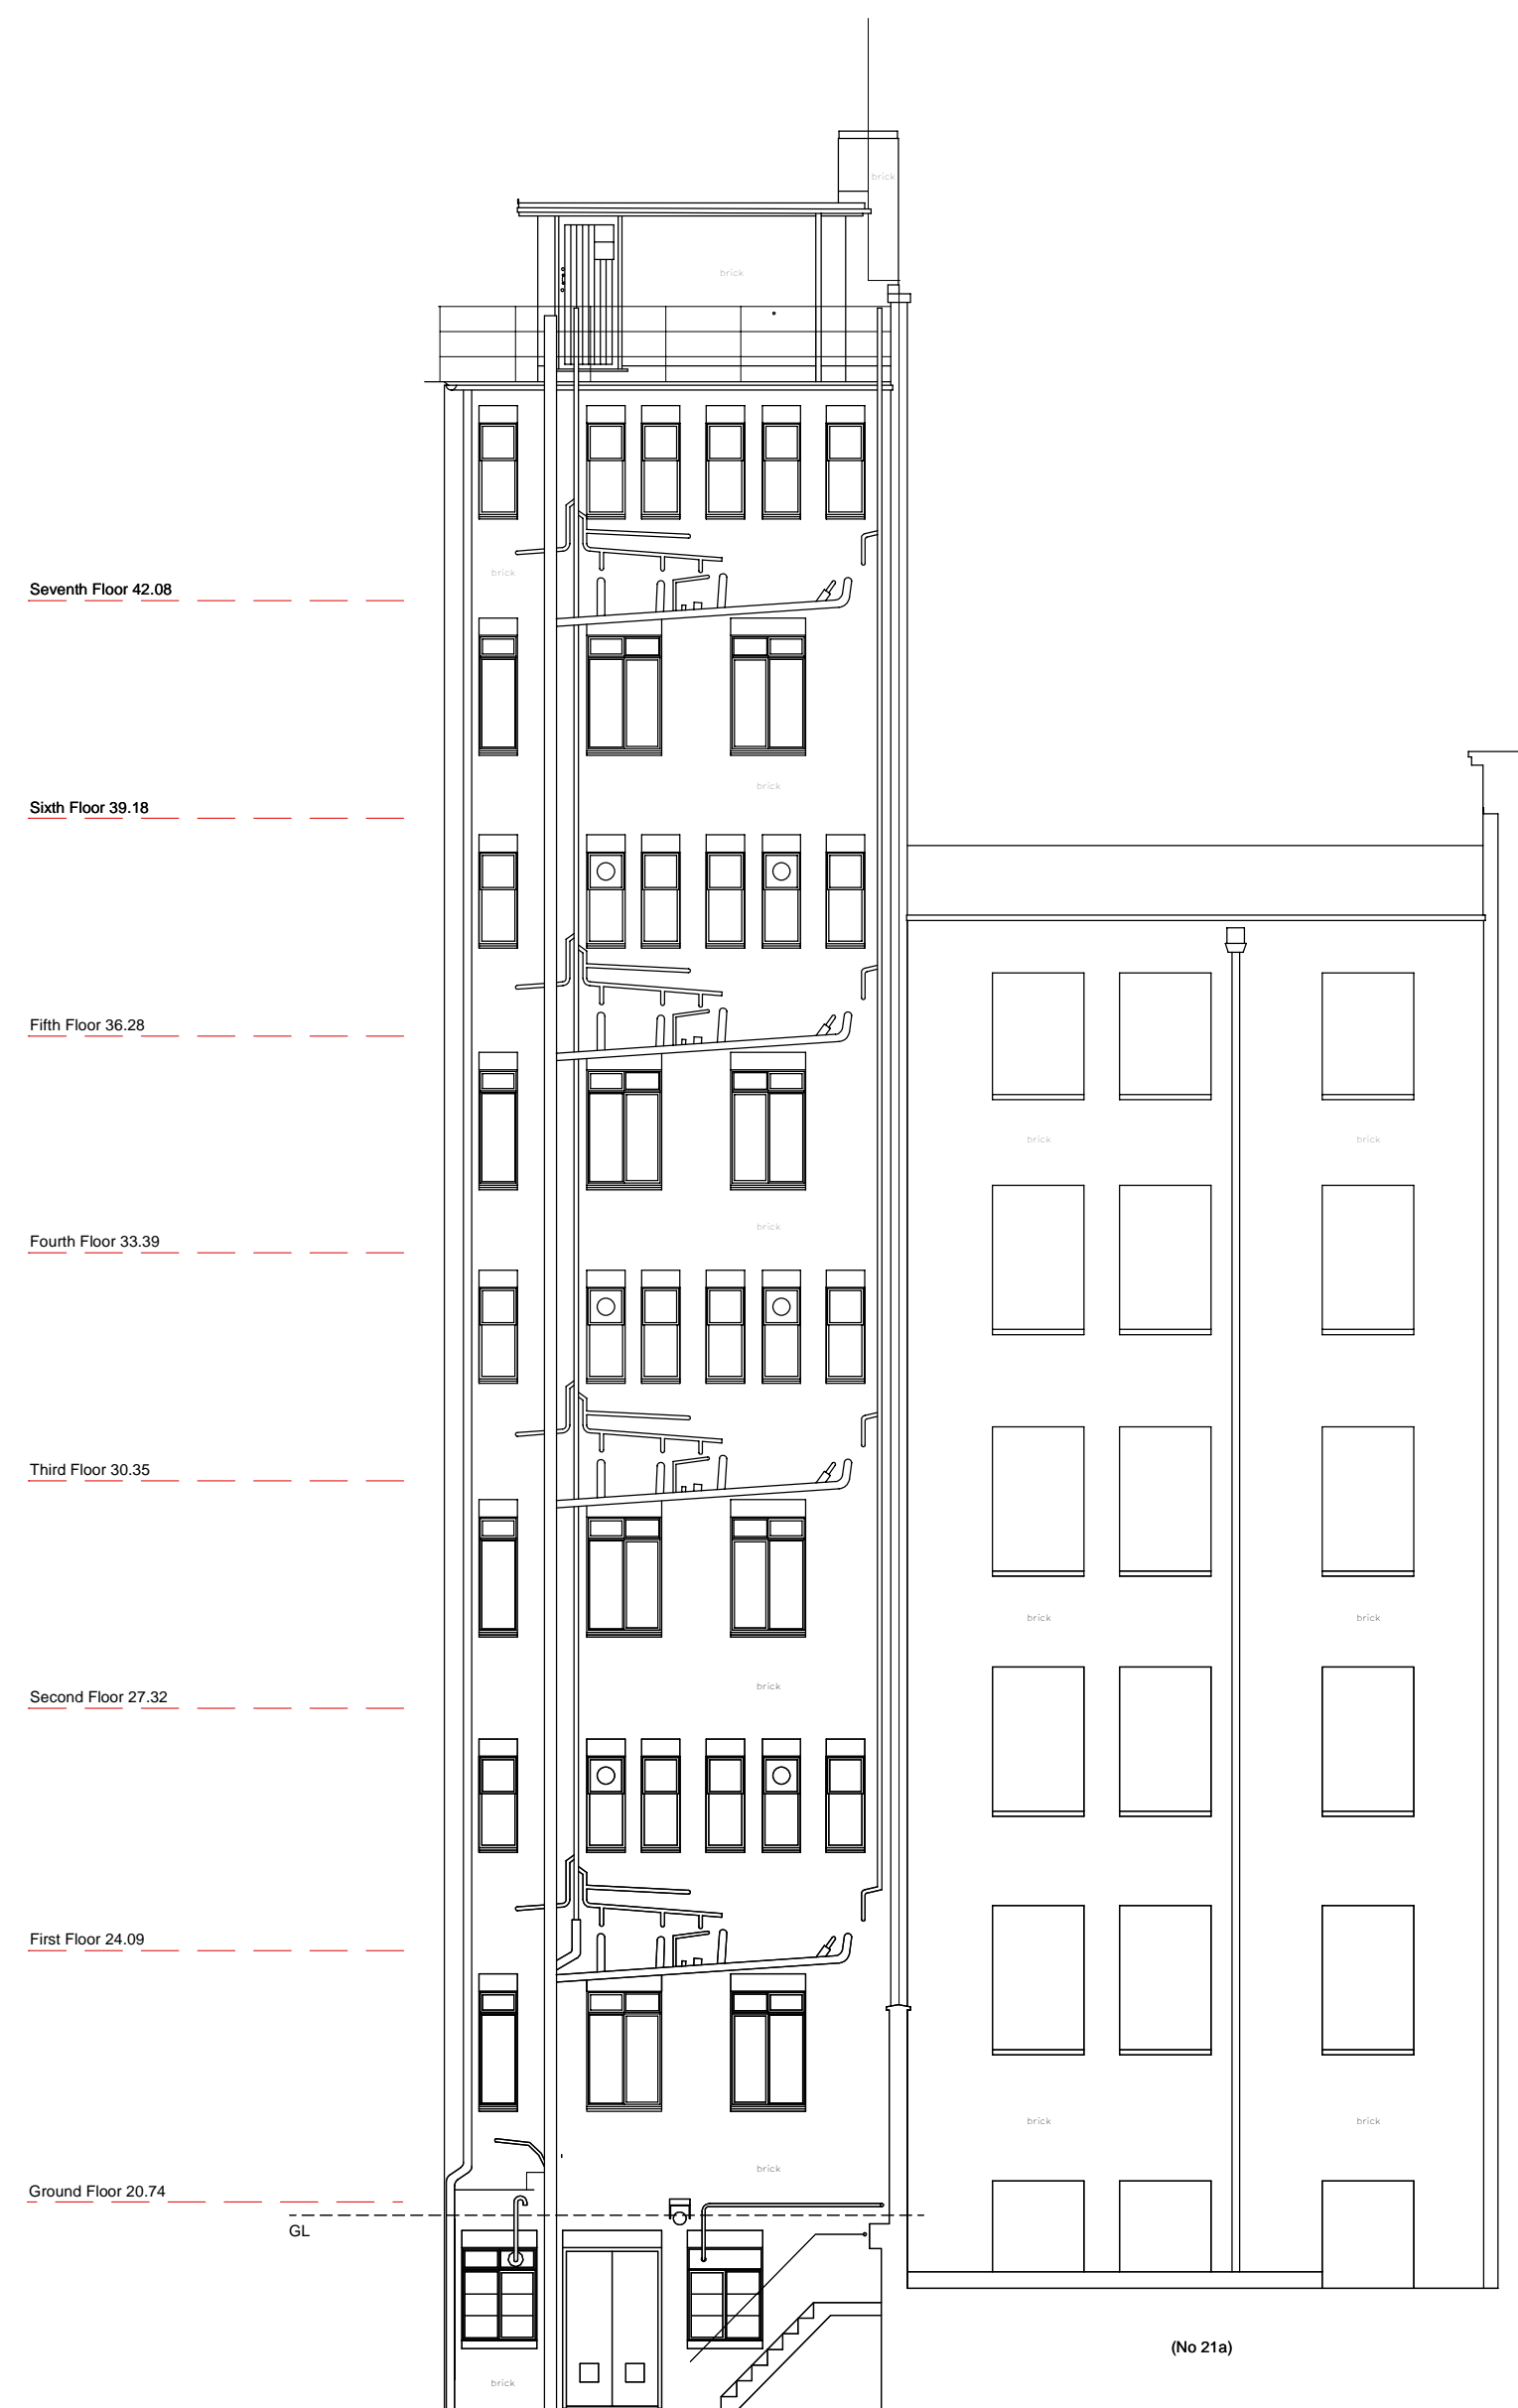 brick
brick
brick
Seventh Floor 42.08
brick
Sixth Floor 39.18
Fifth Floor 36.28
brick
brick
brick
Fourth Floor 33.39
Third Floor 30.35
brick
brick
brick
Second Floor 27.32
First Floor 24.09
brick
brick
brick
Ground Floor 20.74
GL
(No 21a)
brick